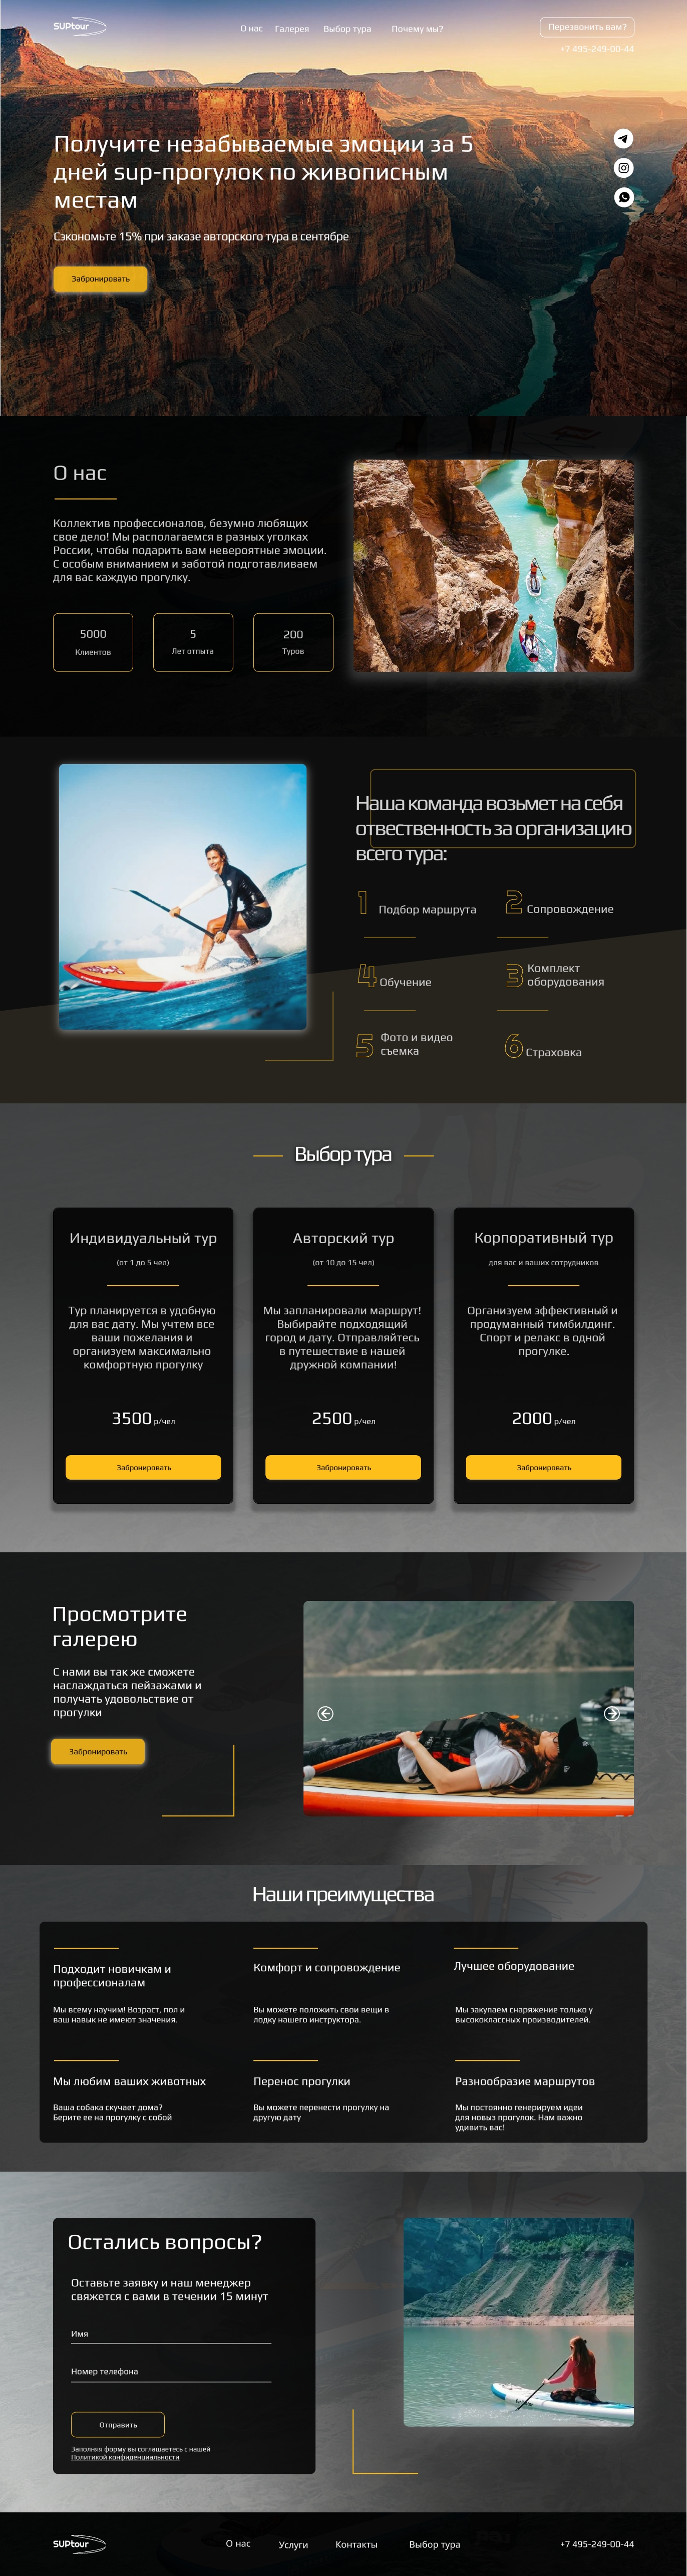 SUPtour
О нас
Галерея
Выбор тура
Почему мы?
Перезвонить вам?
+7 495-249-00-44
Получите незабываемые эмоции за 5
дней sup-прогулок по живописным
местам
Сэкономьте 15% при заказе авторского тура в сентябре
Забронировать
О нас
Коллектив профессионалов, безумно любящих
свое дело! Мы располагаемся в разных уголках
России, чтобы подарить вам невероятные эмоции.
С особым вниманием и заботой подготавливаем
для вас каждую прогулку.
5000
Клиентов
5
Лет отпыта
200
Туров
Наша команда возьмет на себя
отвественность за организацию
всего тура:
1 Подбор маршрута
2 Сопровождение
4 Обучение
3 Комплект
оборудования
5 Фото и видео
съемка
6 Страховка
Выбор тура
Индивидуальный тур
(от 1 до 5 чел)
Тур планируется в удобную
для вас дату. Мы учтем все
ваши пожелания и
организуем максимально
комфортную прогулку
3500 р/чел
Забронировать
Авторский тур
(от 10 до 15 чел)
Мы запланировали маршрут!
Выбирайте подходящий
город и дату. Отправляйтесь
в путешествие в нашей
дружной компании!
2500 р/чел
Забронировать
Корпоративный тур
для вас и ваших сотрудников
Организуем эффективный и
продуманный тимбилдинг.
Спорт и релакс в одной
прогулке.
2000 р/чел
Забронировать
Просмотрите
галерею
С нами вы так же сможете
наслаждаться пейзажами и
получать удовольствие от
прогулки
Забронировать
Наши преимущества
Подходит новичкам и
профессионалам
Мы всему научим! Возраст, пол и
ваш навык не имеют значения.
Комфорт и сопровождение
Вы можете положить свои вещи в
лодку нашего инструктора.
Лучшее оборудование
Мы закупаем снаряжение только у
высококлассных производителей.
Мы любим ваших животных
Ваша собака скучает дома?
Берите ее на прогулку с собой
Перенос прогулки
Вы можете перенести прогулку на
другую дату
Разнообразие маршрутов
Мы постоянно генерируем идеи
для новыз прогулок. Нам важно
удивить вас!
Остались вопросы?
Оставьте заявку и наш менеджер
свяжется с вами в течении 15 минут
Имя
Номер телефона
Отправить
Заполняя форму вы соглашаетесь с нашей
Политикой конфиденциальности
SUPtour
О нас
Услуги
Контакты
Выбор тура
+7 495-249-00-44